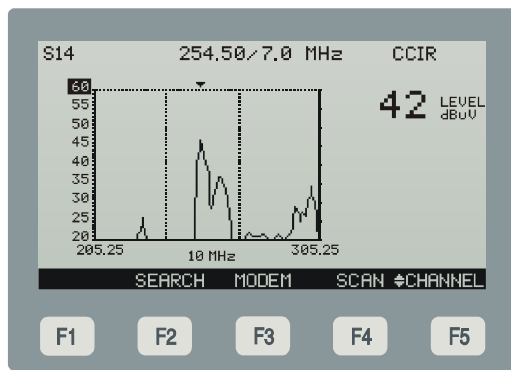 S14 254.50/7.0 MHz CCIR
60
55
50
45
40
35
30
25
20
42 LEVEL
dBuV
205.25 10 MHz 305.25
SEARCH MODEM SCAN CHANNEL
F1 F2 F3 F4 F5